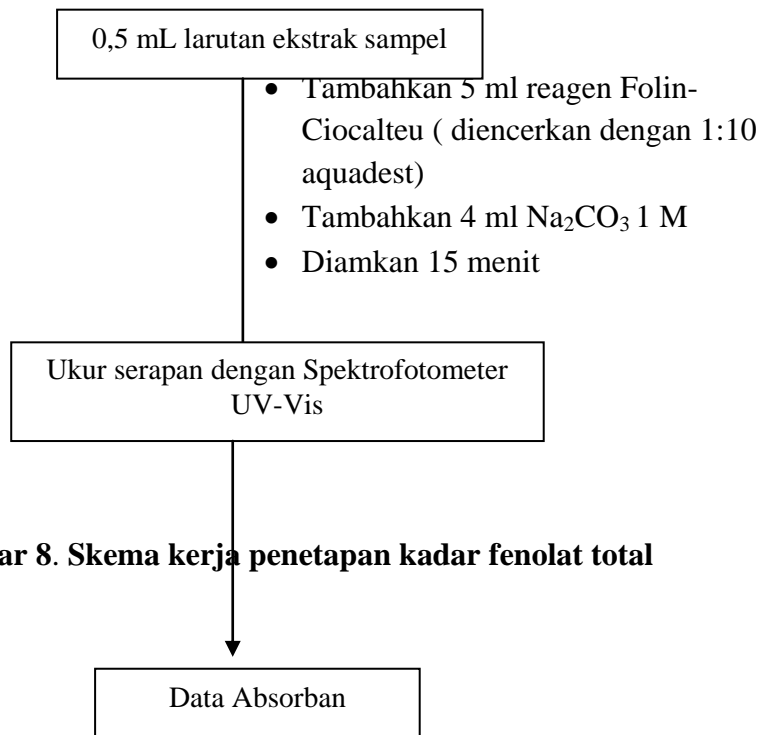 0,5 mL larutan ekstrak sampel
• Tambahkan 5 ml reagen Folin-
Ciocalteu ( diencerkan dengan 1:10
aquadest)
• Tambahkan 4 ml Na₂CO₃ 1 M
• Diamkan 15 menit
Ukur serapan dengan Spektrofotometer
UV-Vis
ar 8. Skema kerja penetapan kadar fenolat total
Data Absorban